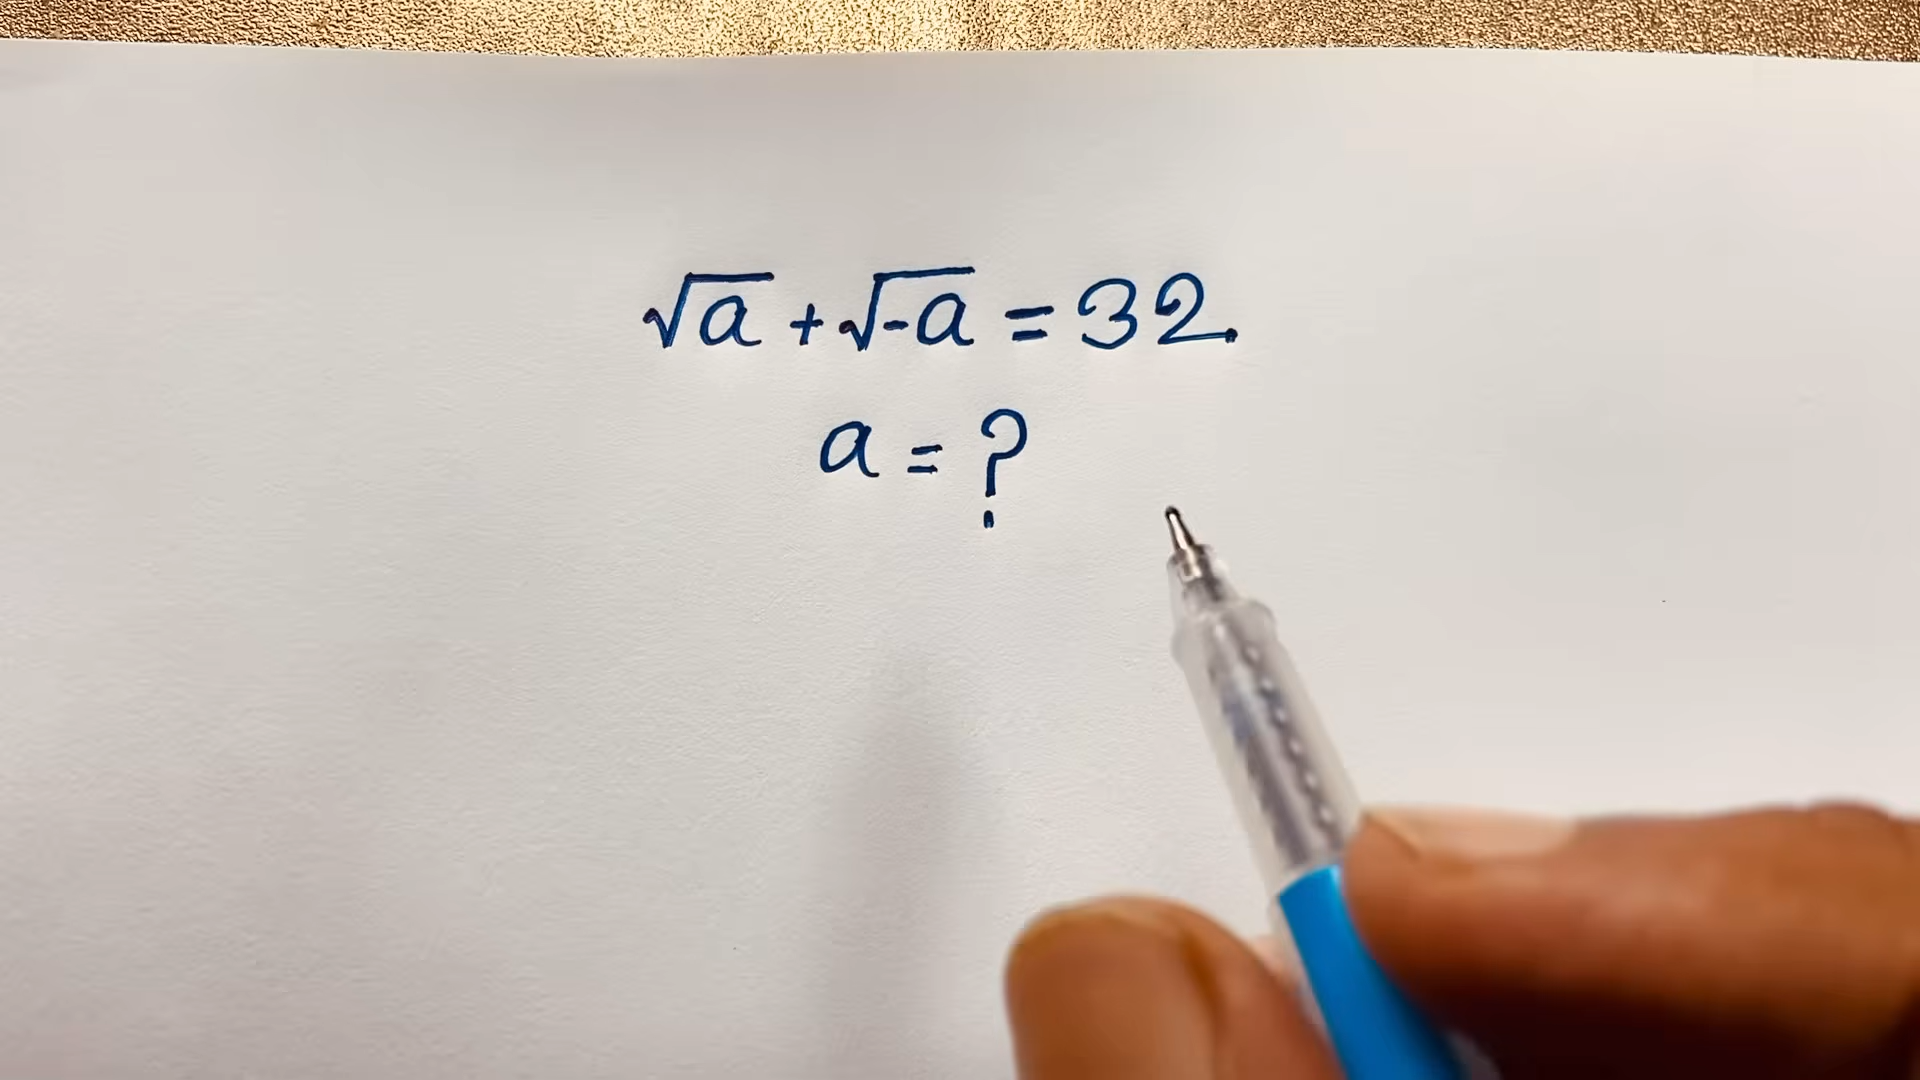 √a + √-a = 32.
a = ?